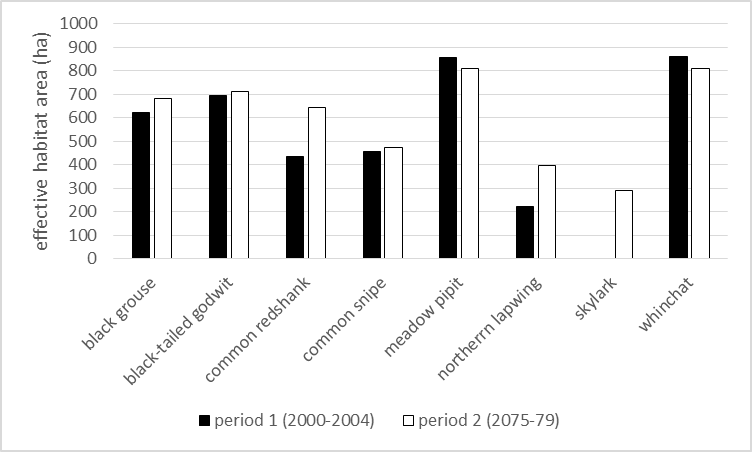 effective habitat area (ha)
1000
900
800
700
600
500
400
300
200
100
0
black grouse
black-tailed godwit
common redshank
common snipe
meadow pipit
northerrn lapwing
skylark
whinchat
period 1 (2000-2004)
period 2 (2075-79)